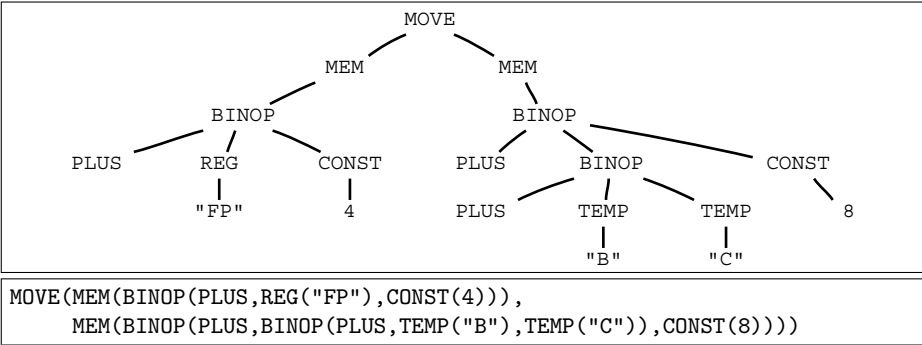 MOVE
MEM MEM
BINOP BINOP
PLUS REG CONST PLUS BINOP CONST
"FP" 4 PLUS TEMP TEMP 8
"B" "C"
MOVE(MEM(BINOP(PLUS,REG("FP"),CONST(4))),
MEM(BINOP(PLUS,BINOP(PLUS,TEMP("B"),TEMP("C")),CONST(8))))